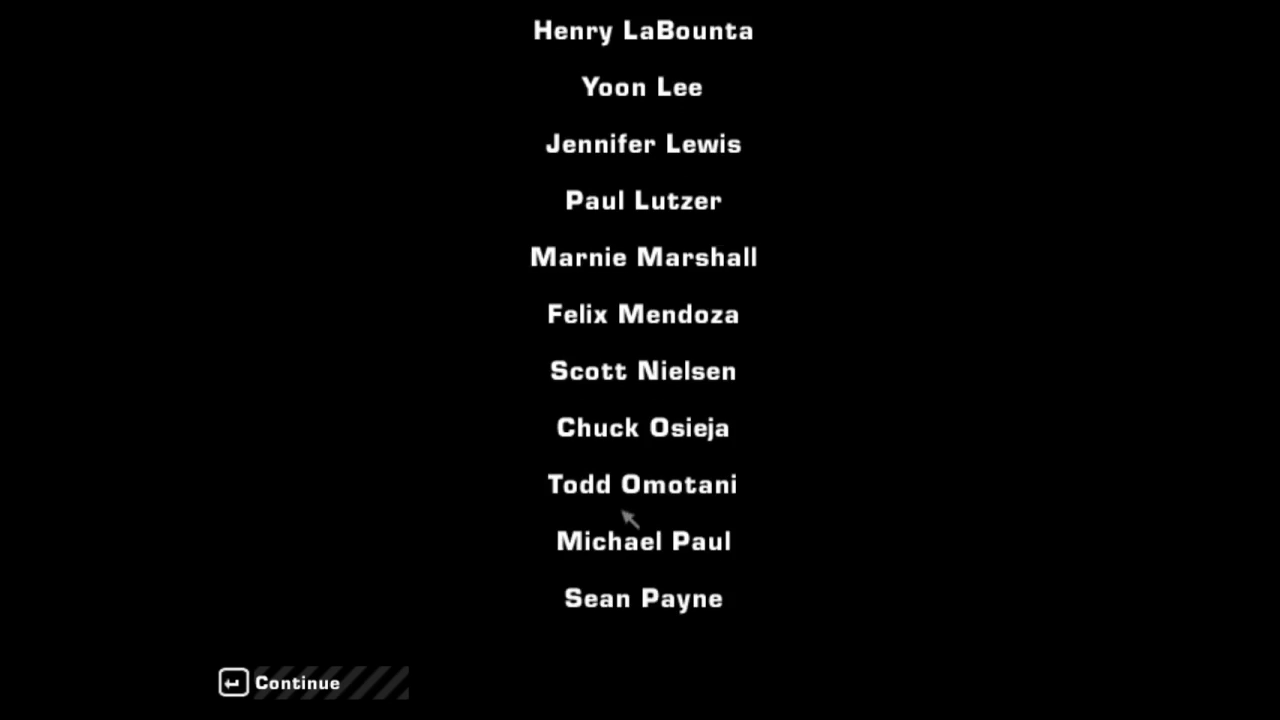 Henry LaBounta
Yoon Lee
Jennifer Lewis
Paul Lutzer
Marnie Marshall
Felix Mendoza
Scott Nielsen
Chuck Osieja
Todd Omotani
Michael Paul
Sean Payne
Continue